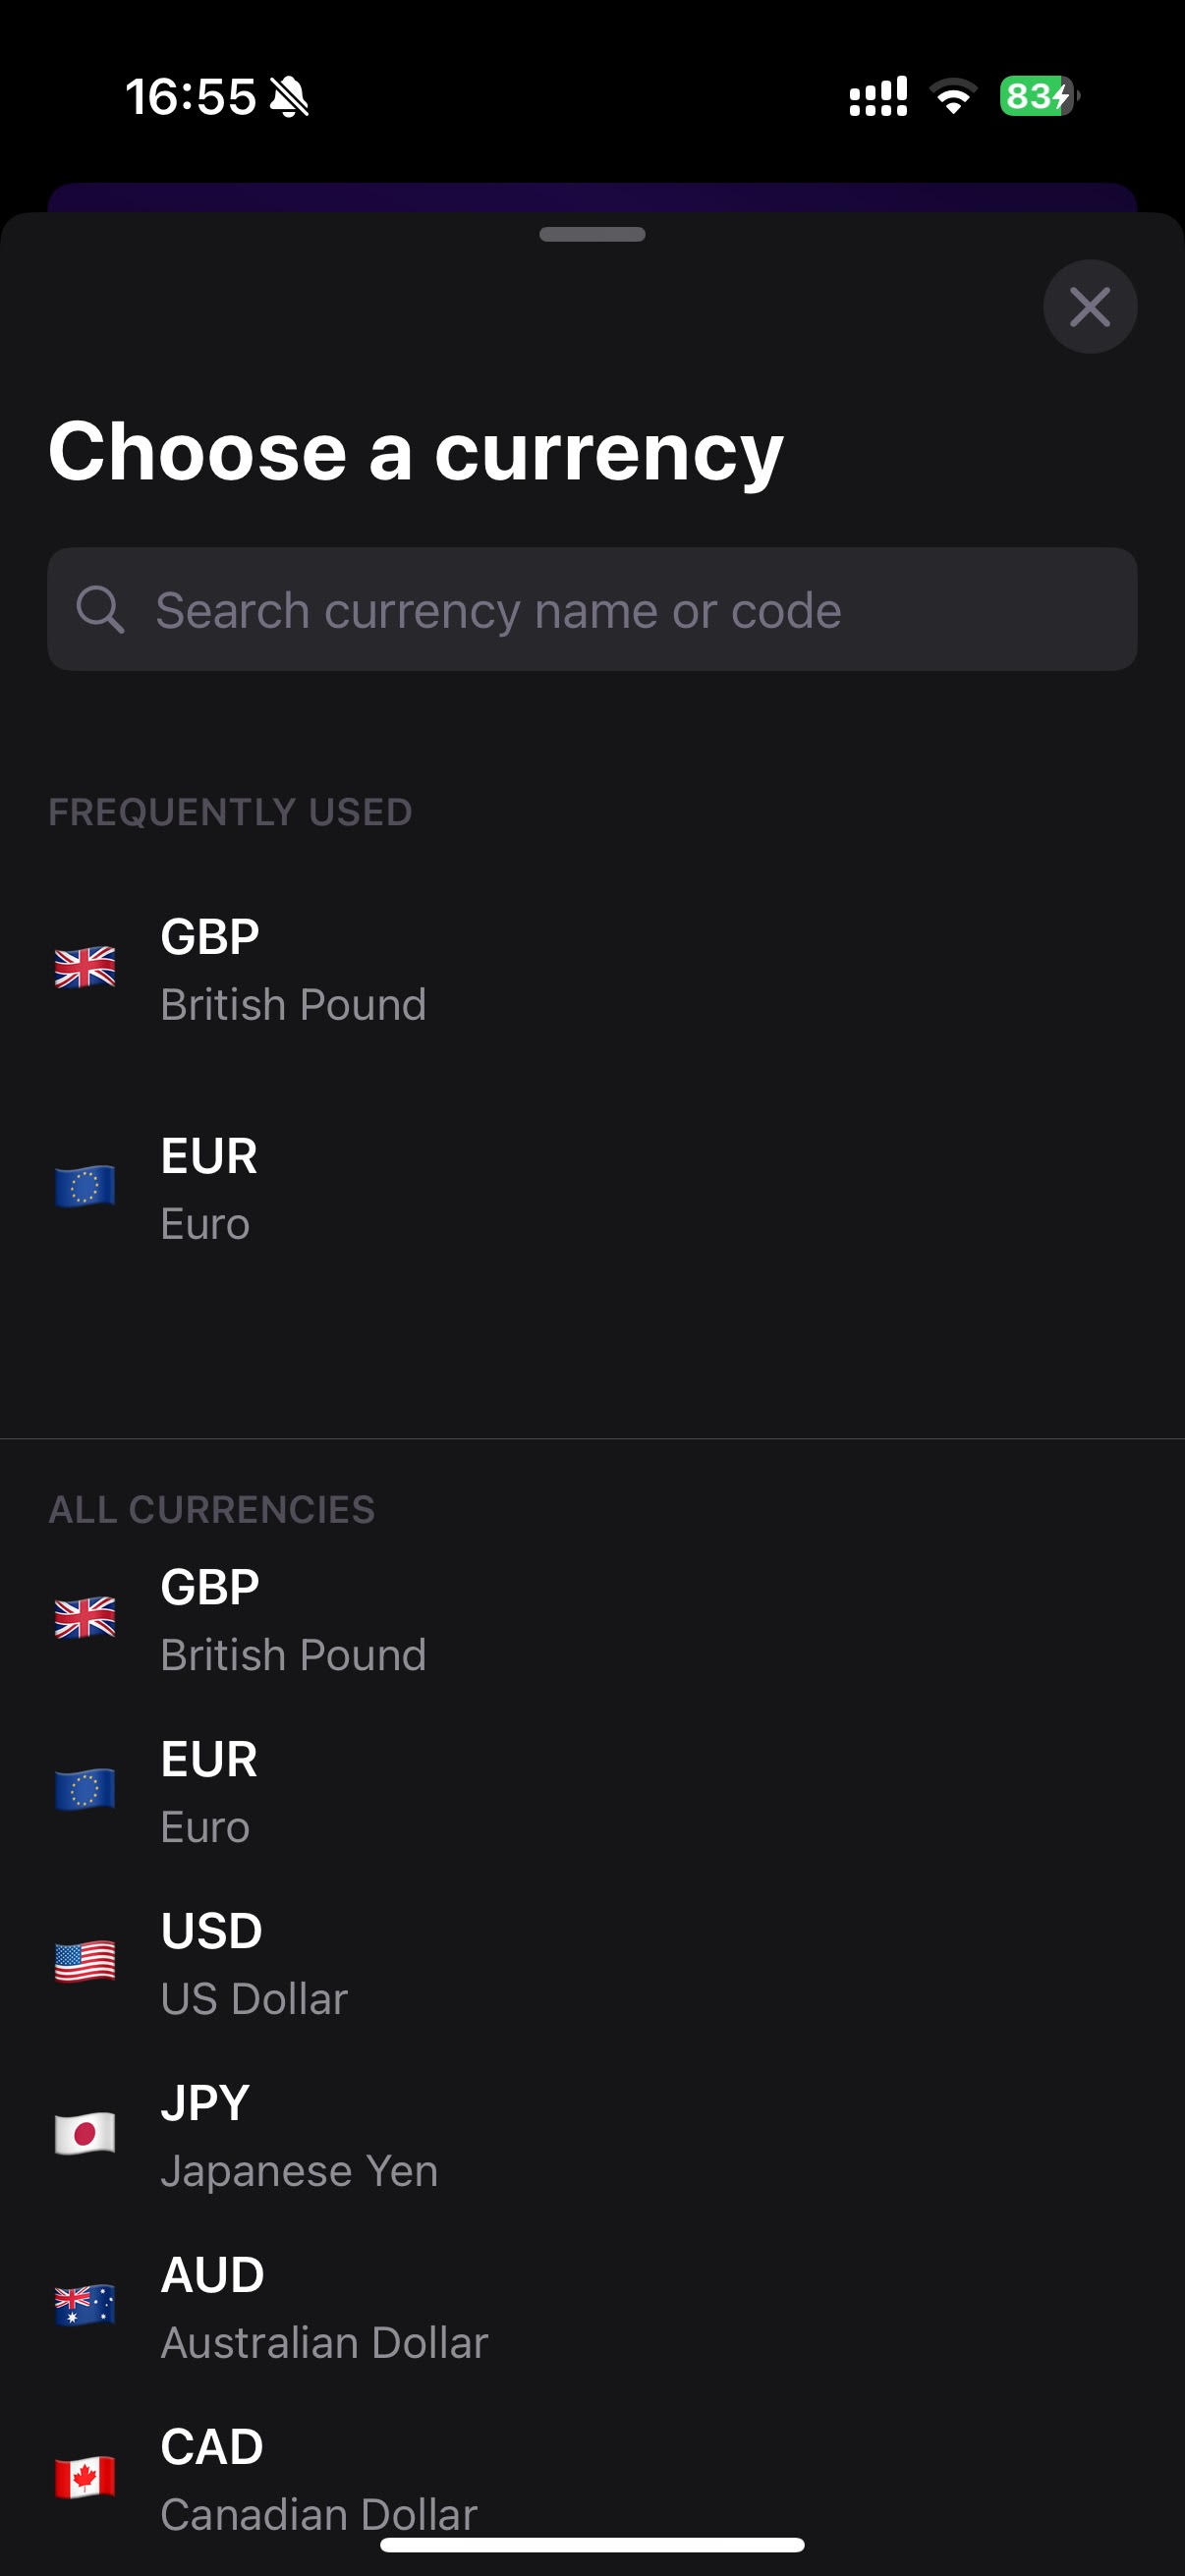 16:55
83
Choose a currency
Search currency name or code
FREQUENTLY USED
GBP
British Pound
EUR
Euro
ALL CURRENCIES
GBP
British Pound
EUR
Euro
USD
US Dollar
JPY
Japanese Yen
AUD
Australian Dollar
CAD
Canadian Dollar